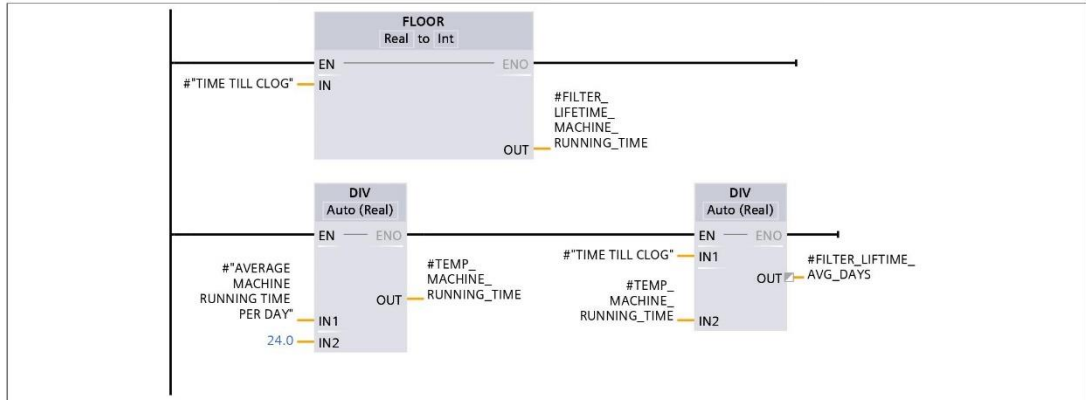 FLOOR
Real to Int
EN
ENO
#"TIME TILL CLOG"
IN
#FILTER_
LIFETIME_
MACHINE_
RUNNING_TIME
OUT
DIV
Auto (Real)
EN
ENO
#"AVERAGE
MACHINE
RUNNING TIME
PER DAY"
IN1
24.0
IN2
OUT
#TEMP_
MACHINE_
RUNNING_TIME
DIV
Auto (Real)
EN
ENO
#"TIME TILL CLOG"
IN1
#TEMP_
MACHINE_
RUNNING_TIME
IN2
OUT
#FILTER_LIFTIME_
AVG_DAYS